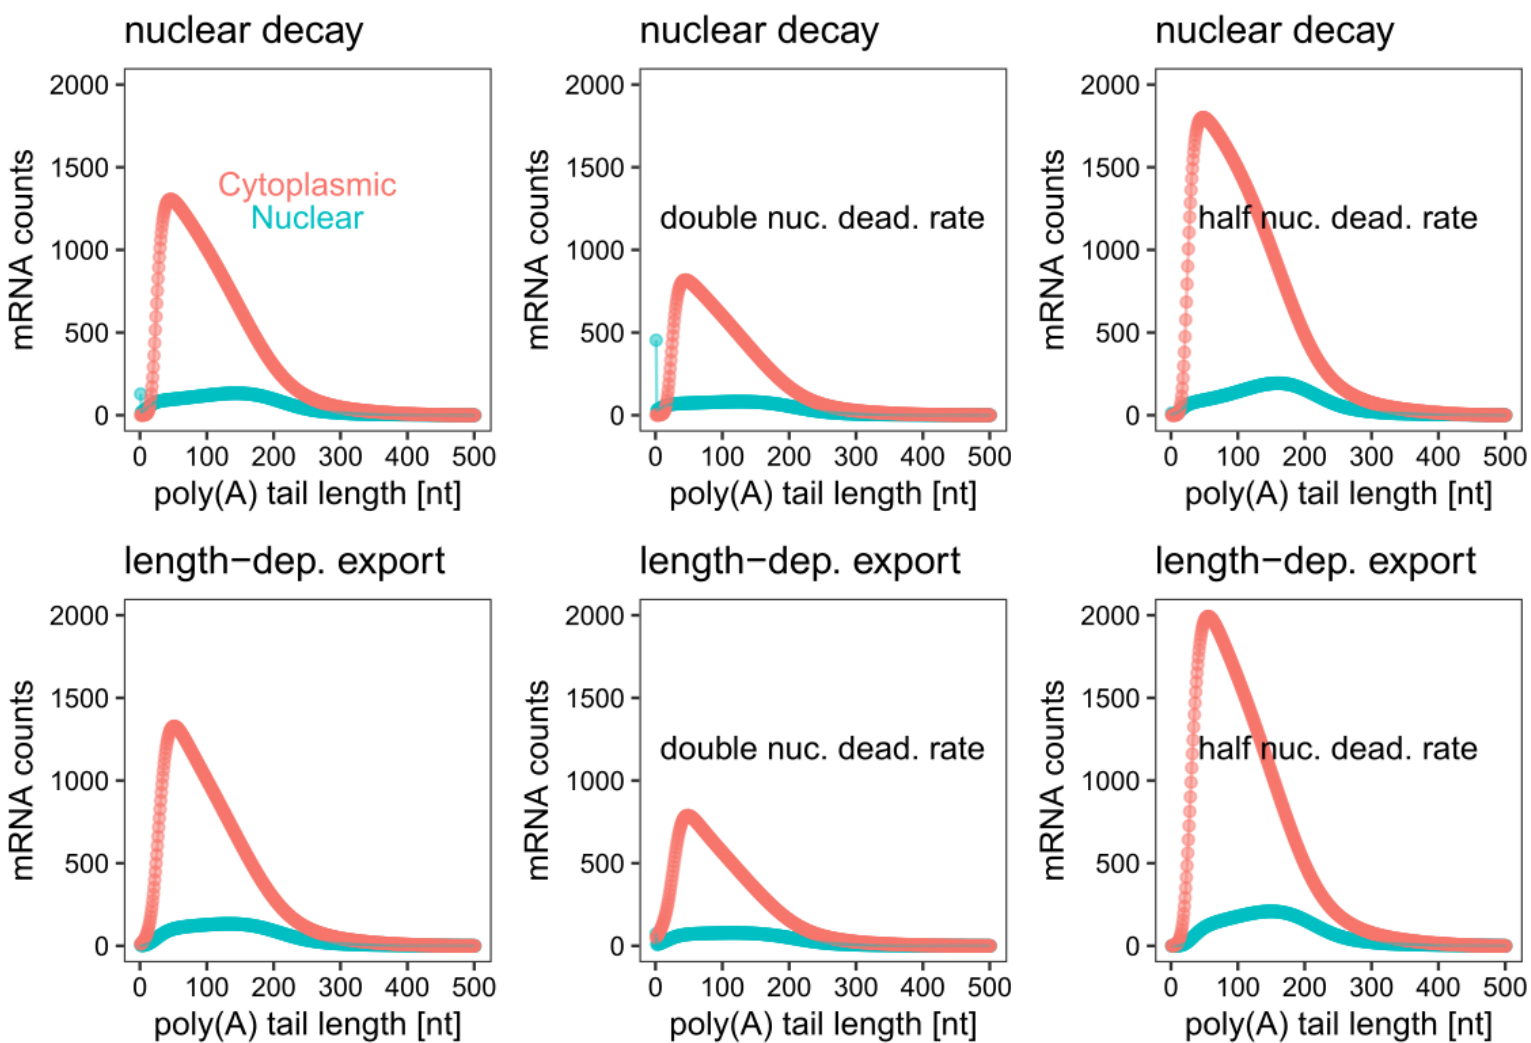 nuclear decay
nuclear decay
nuclear decay
mRNA counts
2000
1500
1000
500
0
Cytoplasmic
Nuclear
0 100 200 300 400 500
poly(A) tail length [nt]
mRNA counts
2000
1500
1000
500
0
double nuc. dead. rate
0 100 200 300 400 500
poly(A) tail length [nt]
mRNA counts
2000
1500
1000
500
0
half nuc. dead. rate
0 100 200 300 400 500
poly(A) tail length [nt]
length−dep. export
length−dep. export
length−dep. export
mRNA counts
2000
1500
1000
500
0
0 100 200 300 400 500
poly(A) tail length [nt]
mRNA counts
2000
1500
1000
500
0
double nuc. dead. rate
0 100 200 300 400 500
poly(A) tail length [nt]
mRNA counts
2000
1500
1000
500
0
half nuc. dead. rate
0 100 200 300 400 500
poly(A) tail length [nt]